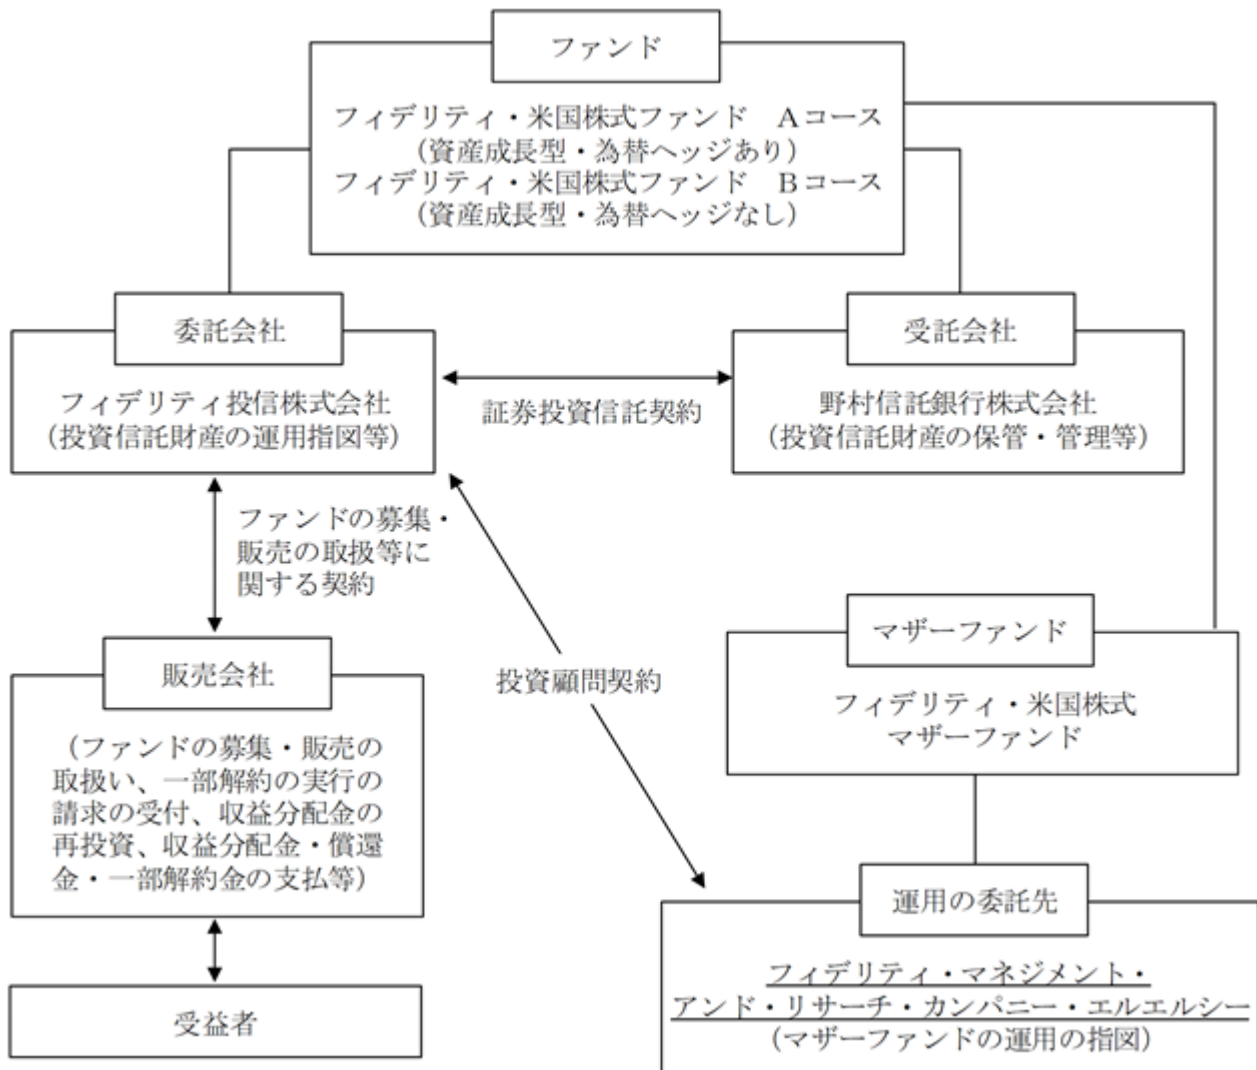 ファンド
フィデリティ・米国株式ファンド　Aコース
（資産成長型・為替ヘッジあり）
フィデリティ・米国株式ファンド　Bコース
（資産成長型・為替ヘッジなし）
委託会社
フィデリティ投信株式会社
（投資信託財産の運用指図等）
証券投資信託契約
受託会社
野村信託銀行株式会社
（投資信託財産の保管・管理等）
ファンドの募集・
販売の取扱等に
関する契約
投資顧問契約
マザーファンド
フィデリティ・米国株式
マザーファンド
販売会社
（ファンドの募集・販売の
取扱い、一部解約の実行の
請求の受付、収益分配金の
再投資、収益分配金・償還
金・一部解約金の支払等）
運用の委託先
フィデリティ・マネジメント・
アンド・リサーチ・カンパニー・エルエルシー
（マザーファンドの運用の指図）
受益者